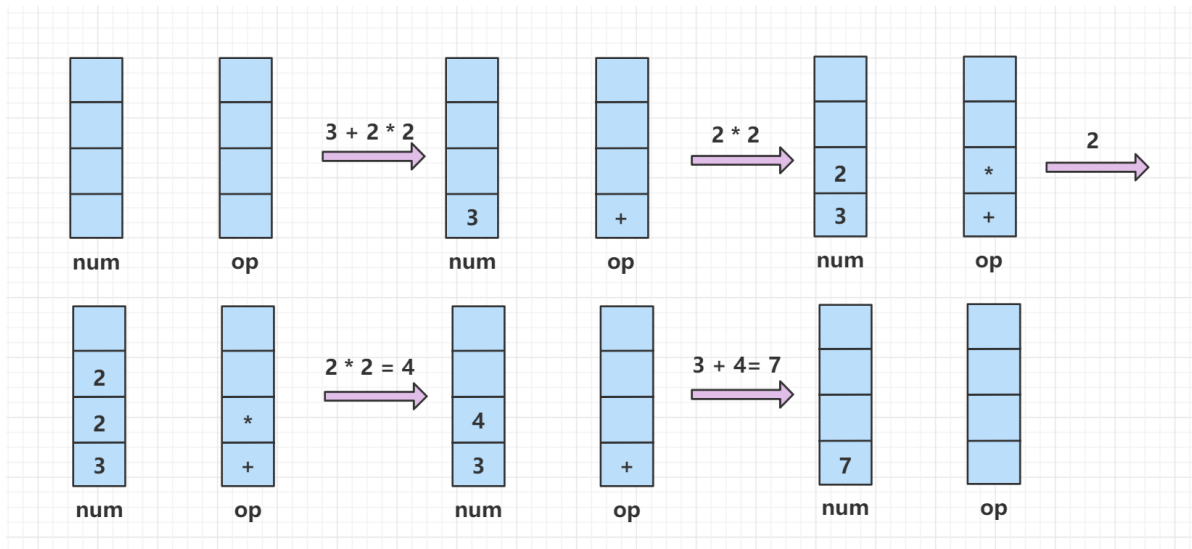 3 + 2 * 2
2 * 2
2
2 *
3 + 3 +
num op num op num op
2 * 2 = 4
3 + 4= 7
2
2 * 4
3 + 3 + 7
num op num op num op